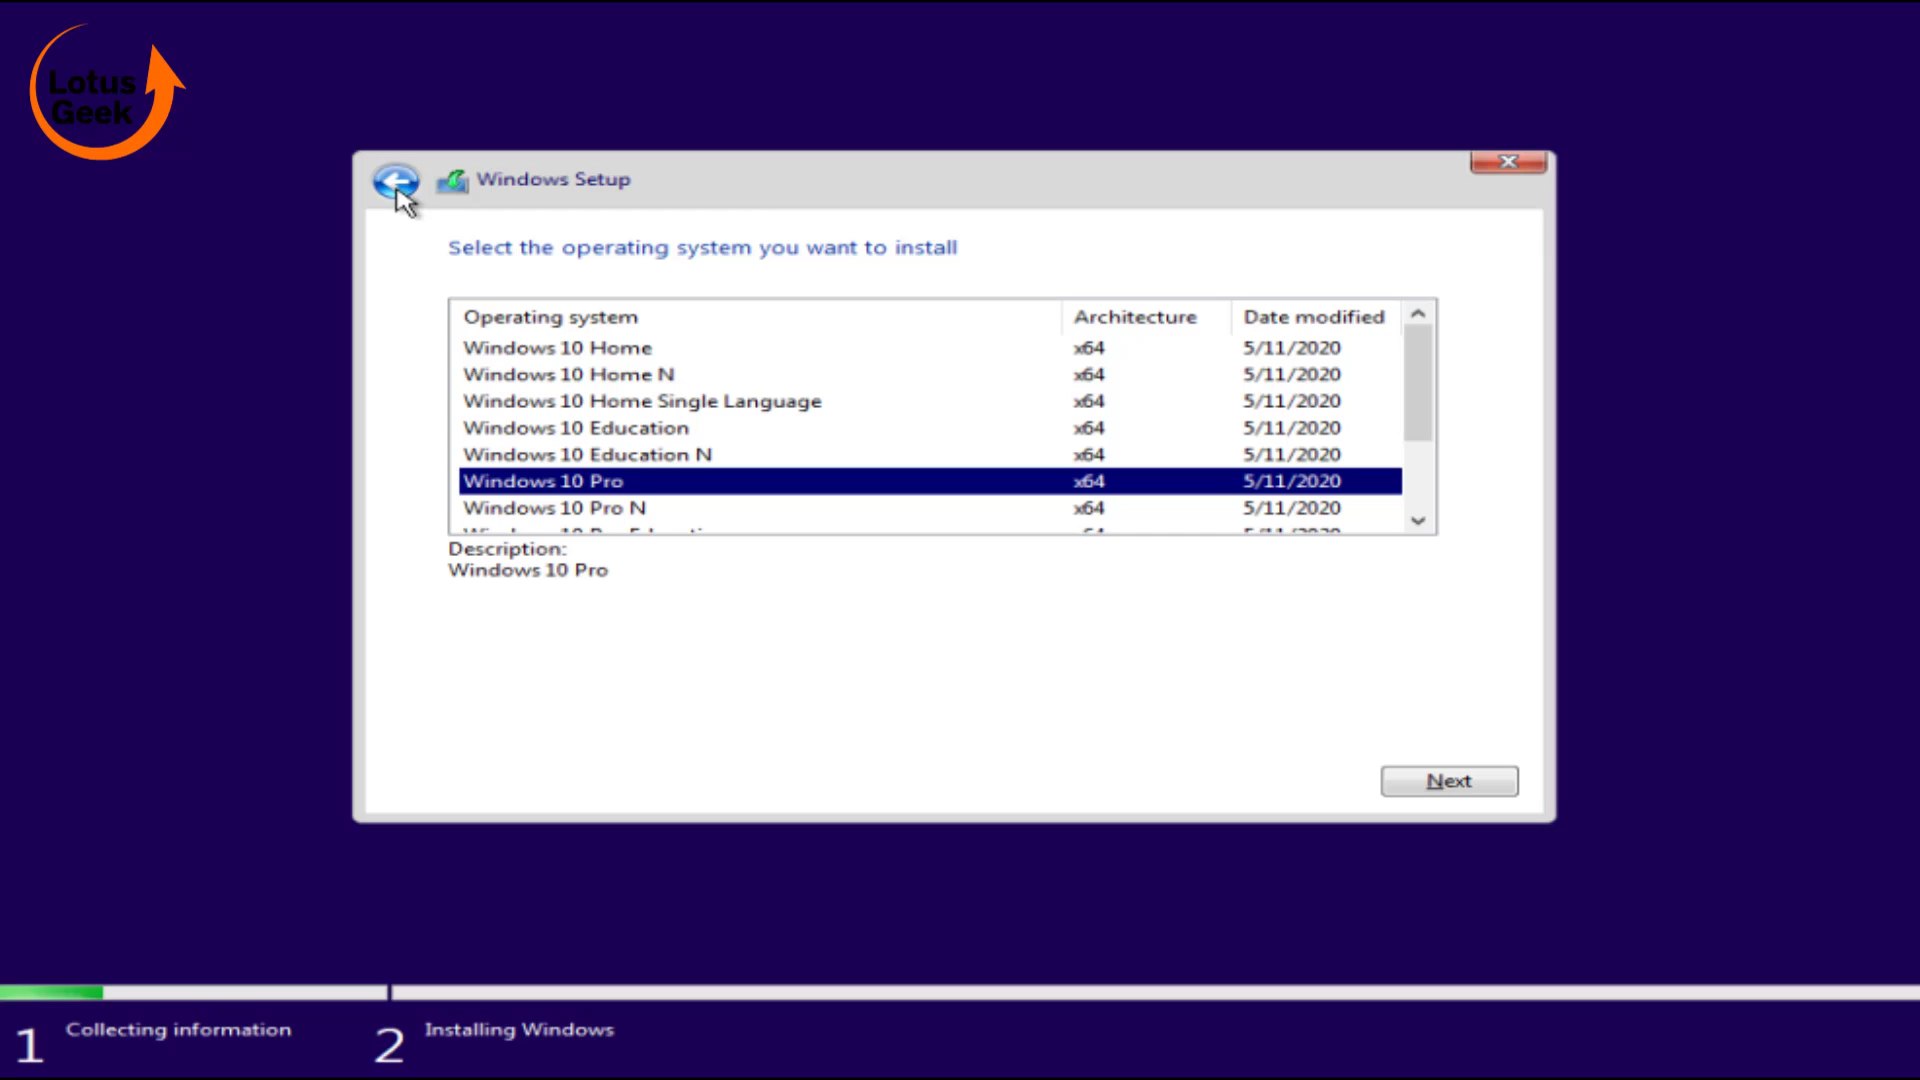 Lotus
Geek
Windows Setup
Select the operating system you want to install
Operating system Architecture Date modified
Windows 10 Home x64 5/11/2020
Windows 10 Home N x64 5/11/2020
Windows 10 Home Single Language x64 5/11/2020
Windows 10 Education x64 5/11/2020
Windows 10 Education N x64 5/11/2020
Windows 10 Pro x64 5/11/2020
Windows 10 Pro N x64 5/11/2020
Description:
Windows 10 Pro
Next
1 Collecting information 2 Installing Windows